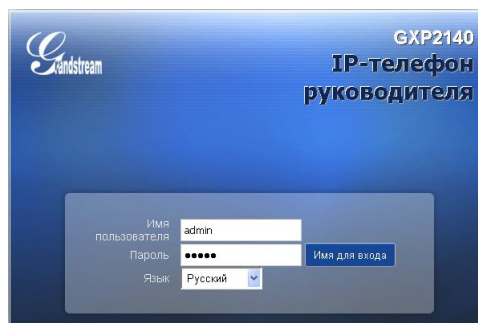 Grandstream
GXP2140
IP-телефон
руководителя
Имя
пользователя
admin
Пароль
●●●●●
Имя для входа
Язык
Русский